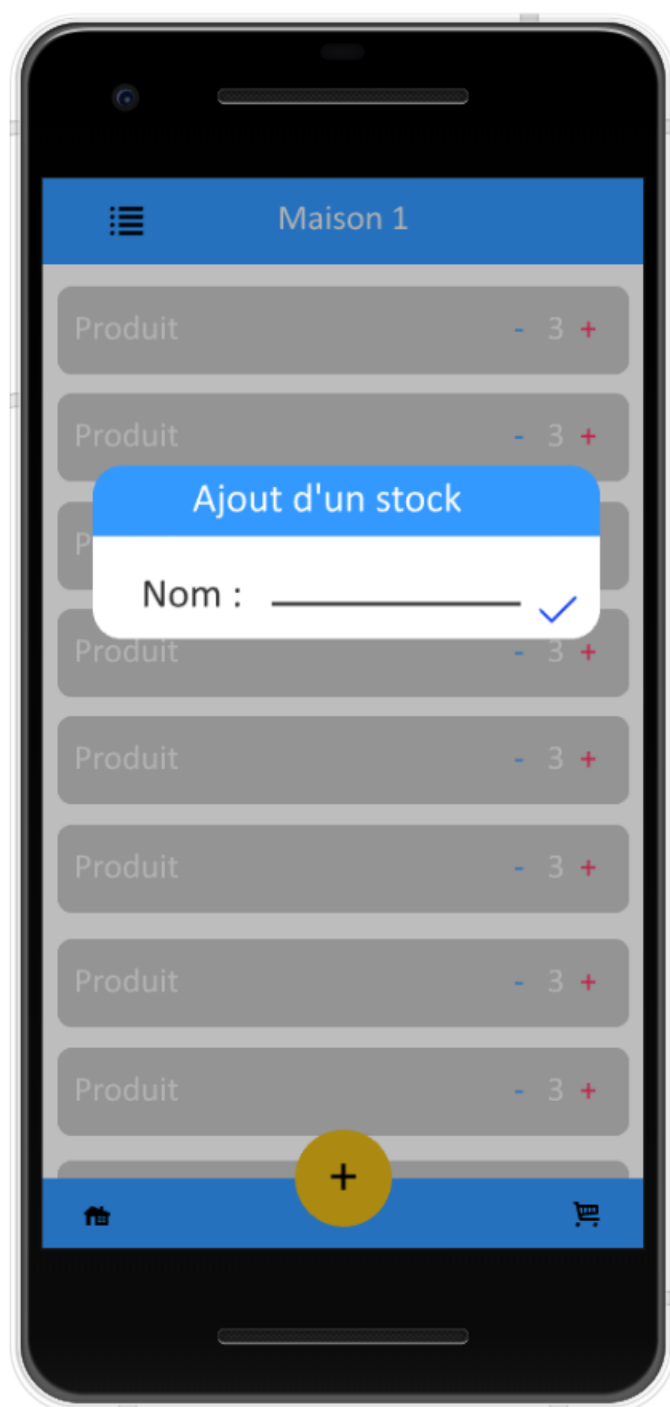 Maison 1
Produit - 3 +
Produit - 3 +
Ajout d'un stock
P
Nom :
Produit - 3 +
Produit - 3 +
Produit - 3 +
Produit - 3 +
Produit - 3 +
+